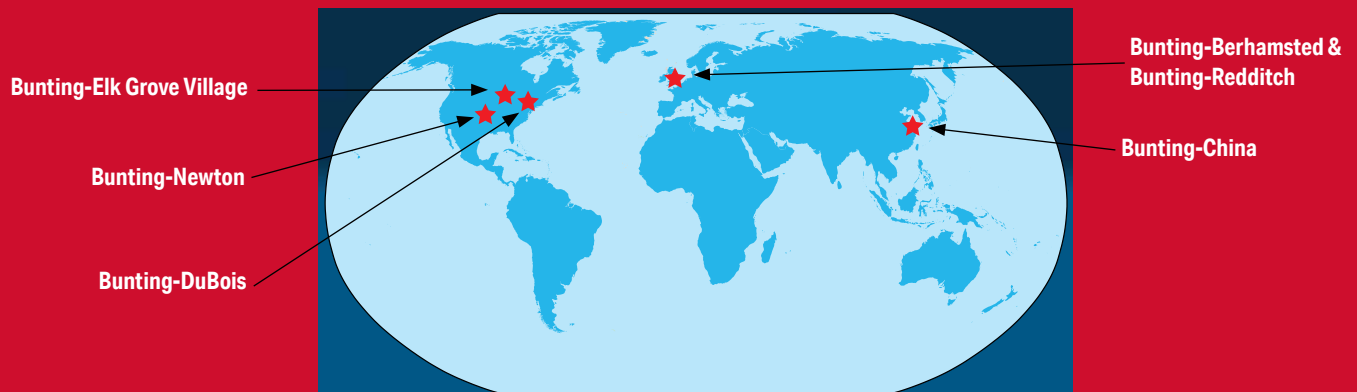 Bunting-Elk Grove Village
Bunting-Newton
Bunting-DuBois
Bunting-Berhamsted &
Bunting-Redditch
Bunting-China